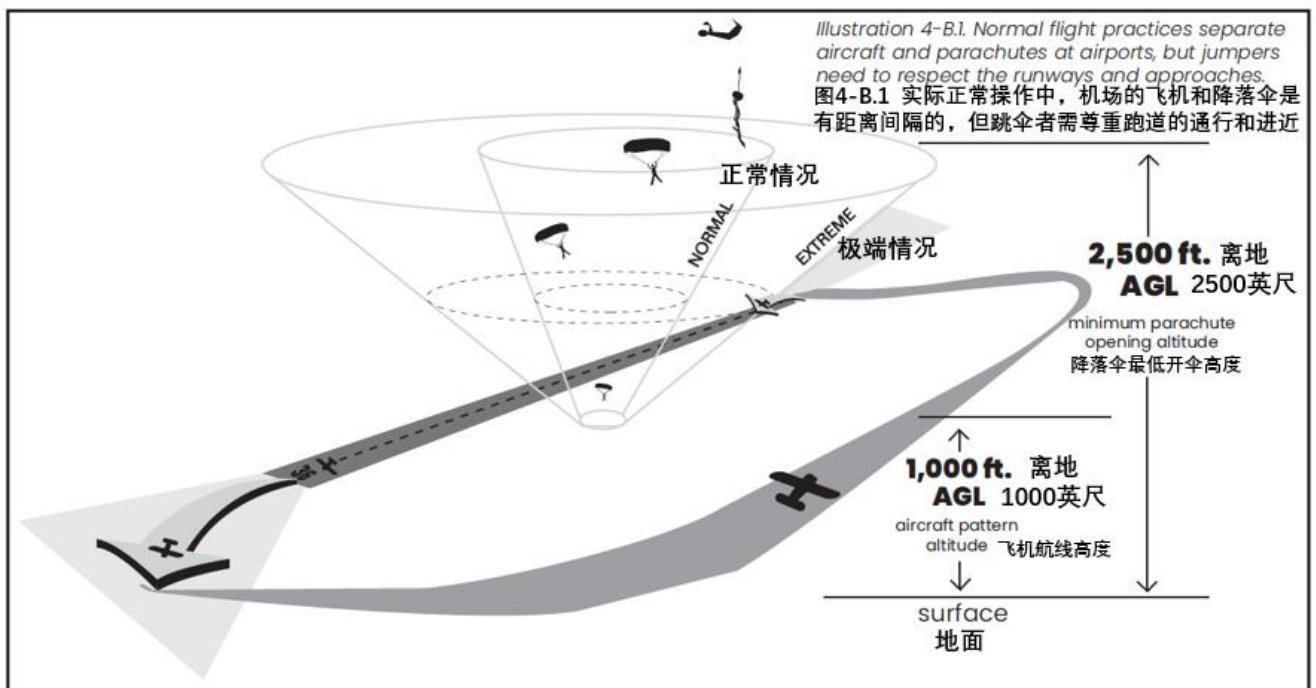 Illustration 4-B.1. Normal flight practices separate
aircraft and parachutes at airports, but jumpers
need to respect the runways and approaches.
图4-B.1 实际正常操作中，机场的飞机和降落伞是
有距离间隔的，但跳伞者需尊重跑道的通行和进近
正常情况
NORMAL
EXTREME
极端情况
2,500 ft. 离地
AGL 2500英尺
minimum parachute
opening altitude
降落伞最低开伞高度
1,000 ft. 离地
AGL 1000英尺
aircraft pattern
altitude 飞机航线高度
surface
地面